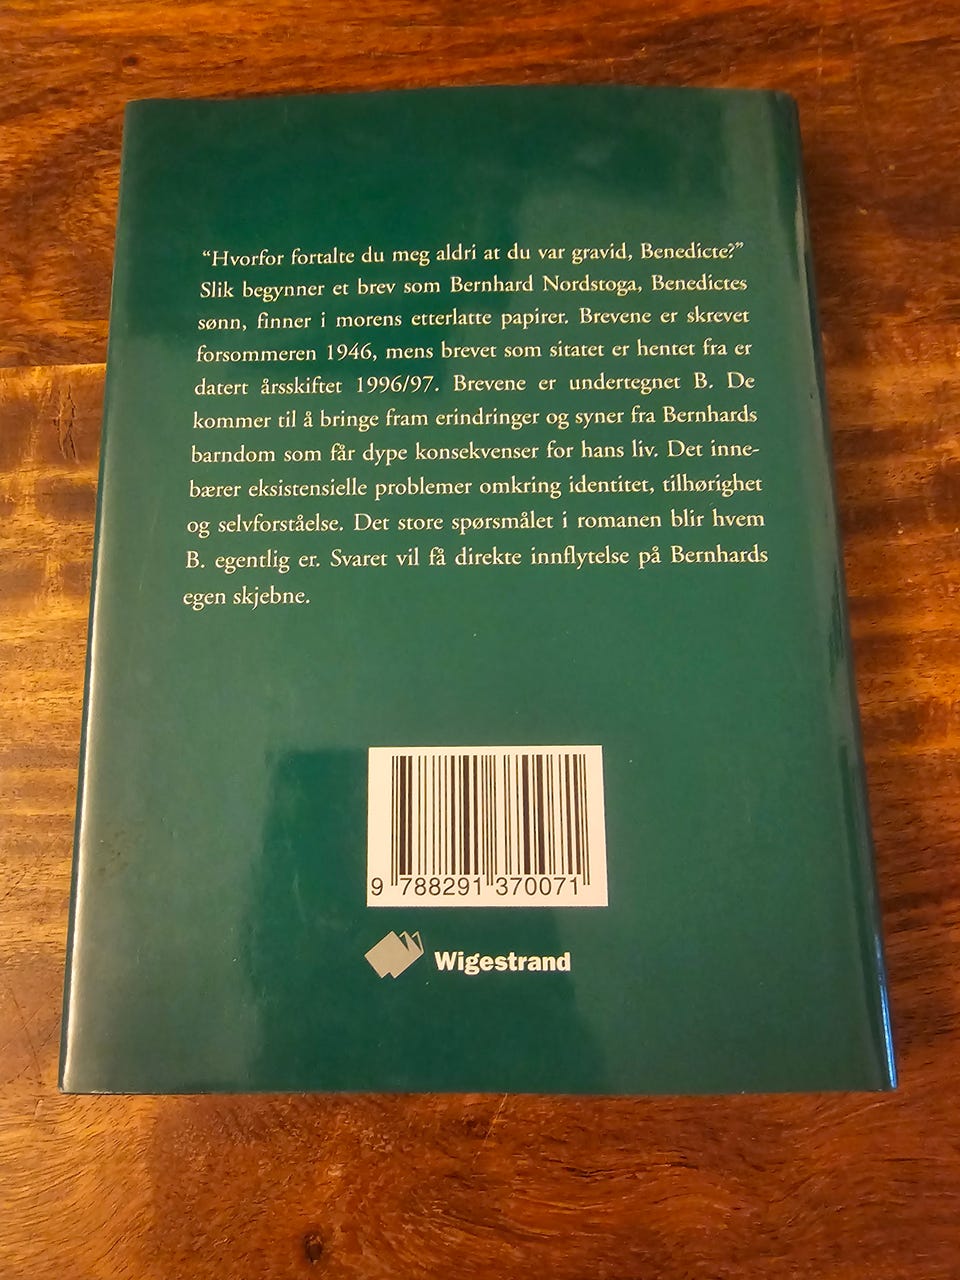 “Hvorfor fortalte du meg aldri at du var gravid, Benedicte?”
Slik begynner et brev som Bernhard Nordstoga, Benedictes
sønn, finner i morens etterlatte papirer. Brevene er skrevet
forsommeren 1946, mens brevet som sitatet er hentet fra er
datert årsskiftet 1996/97. Brevene er undertegnet B. De
kommer til å bringe fram erindringer og syner fra Bernhards
barndom som får dype konsekvenser for hans liv. Det inne-
bærer eksistensielle problemer omkring identitet, tilhørighet
og selvforståelse. Det store spørsmålet i romanen blir hvem
B. egentlig er. Svaret vil få direkte innflytelse på Bernhards
egen skjebne.
9 788291 370071
Wigestrand